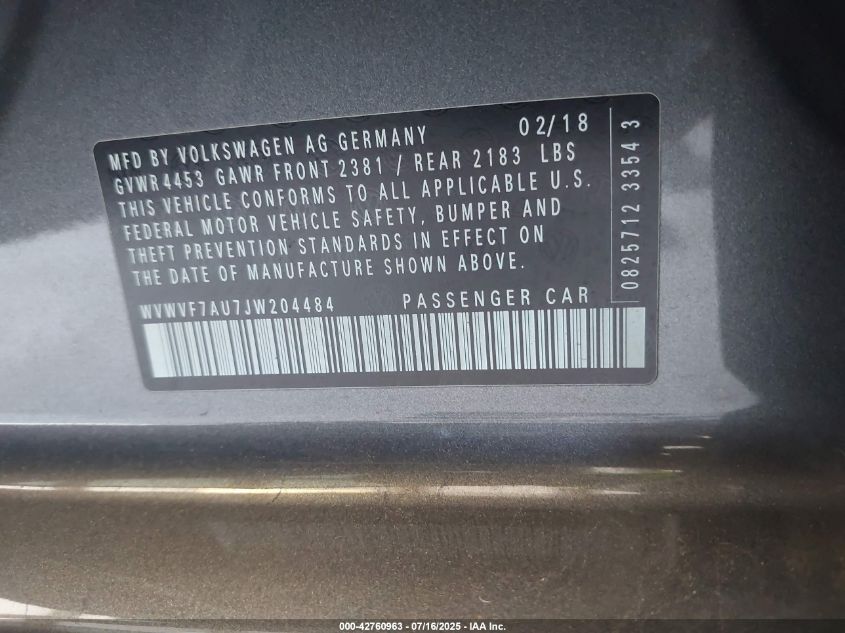 MFD BY VOLKSWAGEN AG GERMANY 02/18
GVWR4453 GAWR FRONT 2381 / REAR 2183 LBS
THIS VEHICLE CONFORMS TO ALL APPLICABLE U.S.
FEDERAL MOTOR VEHICLE SAFETY, BUMPER AND
THEFT PREVENTION STANDARDS IN EFFECT ON
THE DATE OF MANUFACTURE SHOWN ABOVE.
WVWVF7AU7JW204484 PASSENGER CAR
0825712 3354 3
000-42760963 - 07/16/2025 - IAA Inc.